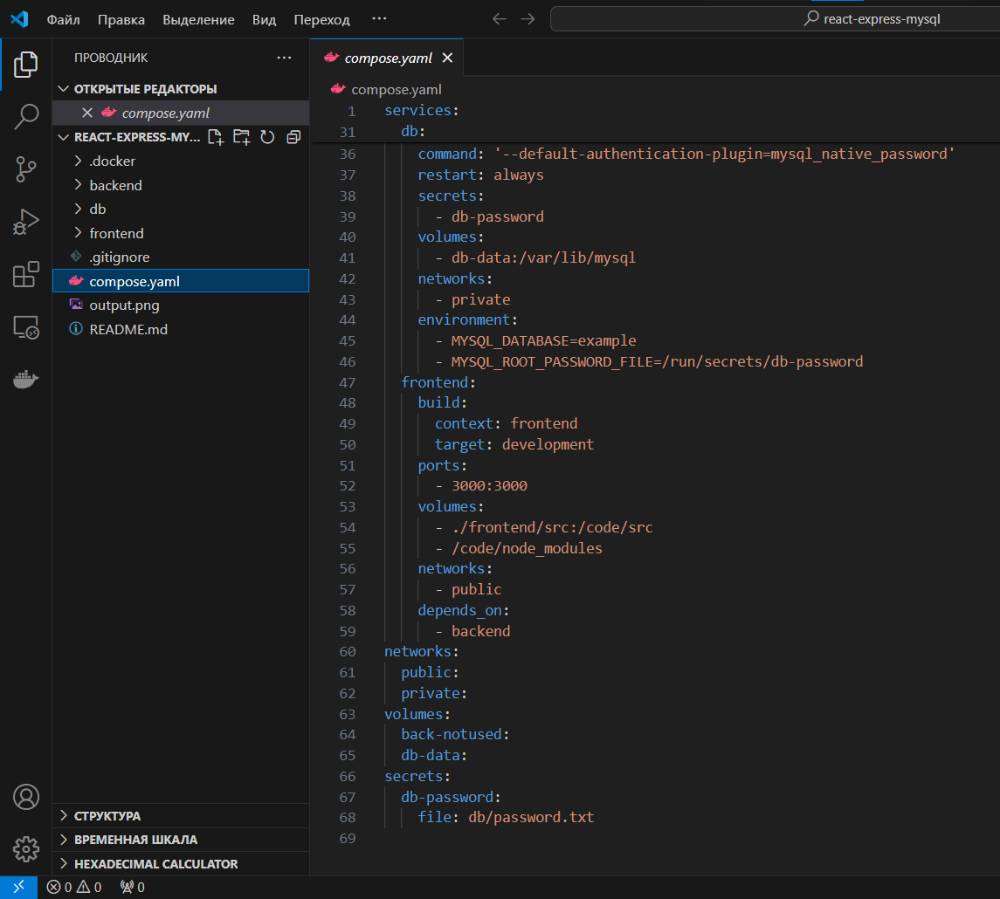 Файл Правка Выделение Вид Переход ··· ← → react-express-mysql
ПРОВОДНИК ···
ОТКРЫТЫЕ РЕДАКТОРЫ
compose.yaml
REACT-EXPRESS-MY...
.docker
backend
db
frontend
.gitignore
compose.yaml
output.png
README.md
СТРУКТУРА
ВРЕМЕННАЯ ШКАЛА
HEXADECIMAL CALCULATOR
compose.yaml
compose.yaml
1 services:
31   db:
36     command: '--default-authentication-plugin=mysql_native_password'
37     restart: always
38     secrets:
39       - db-password
40     volumes:
41       - db-data:/var/lib/mysql
42     networks:
43       - private
44     environment:
45       - MYSQL_DATABASE=example
46       - MYSQL_ROOT_PASSWORD_FILE=/run/secrets/db-password
47   frontend:
48     build:
49       context: frontend
50       target: development
51     ports:
52       - 3000:3000
53     volumes:
54       - ./frontend/src:/code/src
55       - /code/node_modules
56     networks:
57       - public
58     depends_on:
59       - backend
60 networks:
61   public:
62   private:
63 volumes:
64   back-notused:
65   db-data:
66 secrets:
67   db-password:
68     file: db/password.txt
69
0 0 0